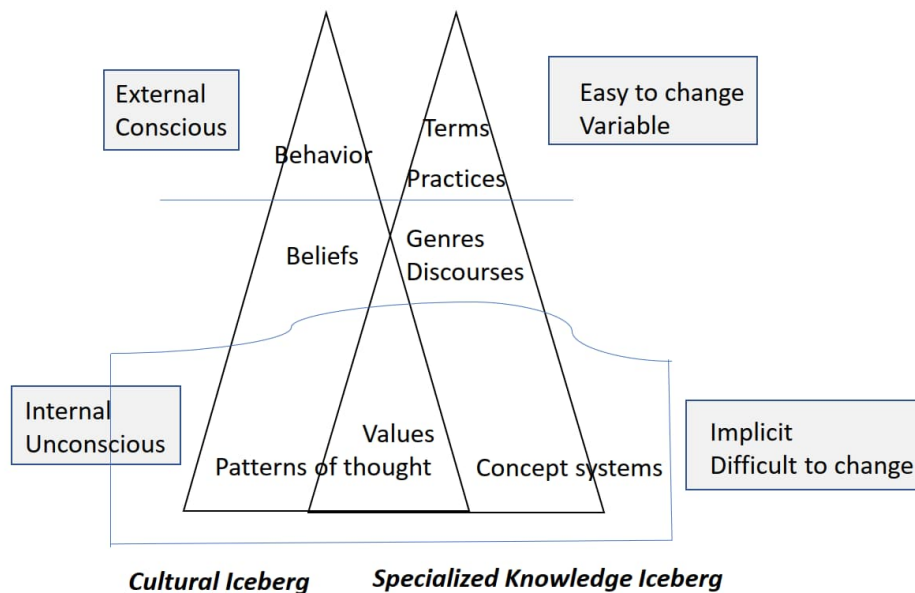 External
Conscious
Easy to change
Variable
Terms
Behavior
Practices
Beliefs
Genres
Discourses
Internal
Unconscious
Values
Patterns of thought
Concept systems
Implicit
Difficult to change
Cultural Iceberg
Specialized Knowledge Iceberg